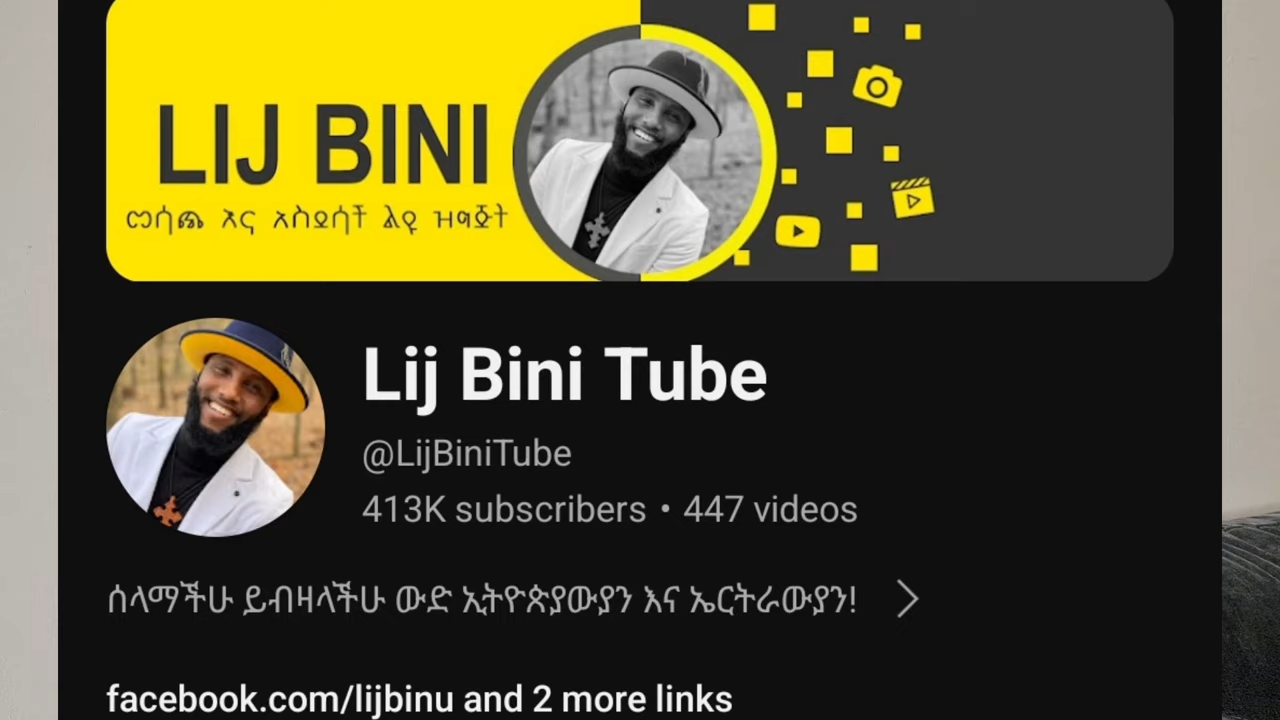 LIJ BINI
መሳጭ እና አስደሳች ልዩ ዝግጅት
Lij Bini Tube
@LijBiniTube
413K subscribers • 447 videos
ሰላማችሁ ይብዛላችሁ ውድ ኢትዮጵያውያን እና ኤርትራውያን!
facebook.com/lijbinu and 2 more links